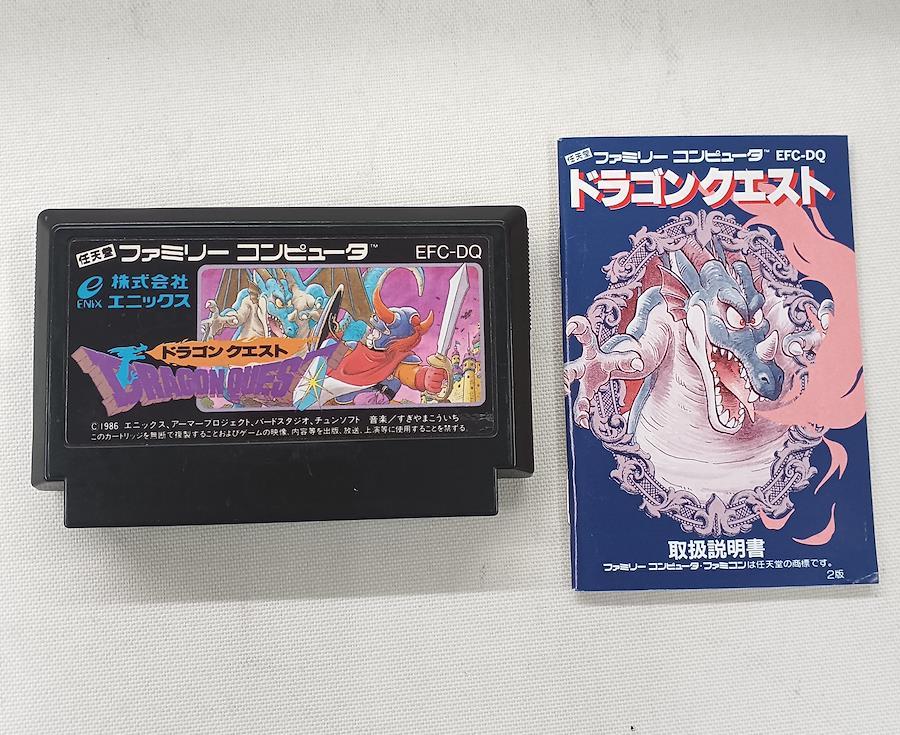 任天堂 ファミリー コンピュータ™ EFC-DQ
ENIX 株式会社
エニックス
ドラゴンクエスト
DRAGON QUEST
©1986 エニックス、アーマープロジェクト、バードスタジオ、チュンソフト 音楽／すぎやまこういち
このカートリッジを無断で複製することおよびゲームの映像、内容等を出版、放送、上演等に使用することを禁ずる。
任天堂 ファミリー コンピュータ™ EFC-DQ
ドラゴンクエスト
取扱説明書
ファミリー コンピュータ・ファミコンは任天堂の商標です。
2版